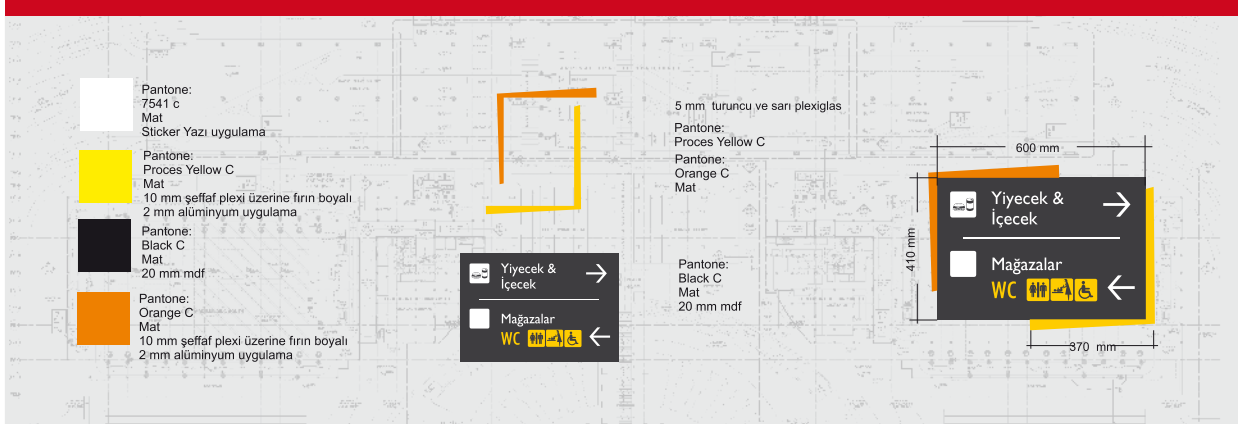 Pantone:
7541 c
Mat
Sticker Yazı uygulama
Pantone:
Proces Yellow C
Mat
10 mm şeffaf plexi üzerine fırın boyalı
2 mm alüminyum uygulama
Pantone:
Black C
Mat
20 mm mdf
Pantone:
Orange C
Mat
10 mm şeffaf plexi üzerine fırın boyalı
2 mm alüminyum uygulama
Yiyecek &
İçecek
Mağazalar
WC
5 mm turuncu ve sarı plexiglas
Pantone:
Proces Yellow C
Pantone:
Orange C
Mat
Pantone:
Black C
Mat
20 mm mdf
600 mm
410 mm
Yiyecek &
İçecek
Mağazalar
WC
370 mm